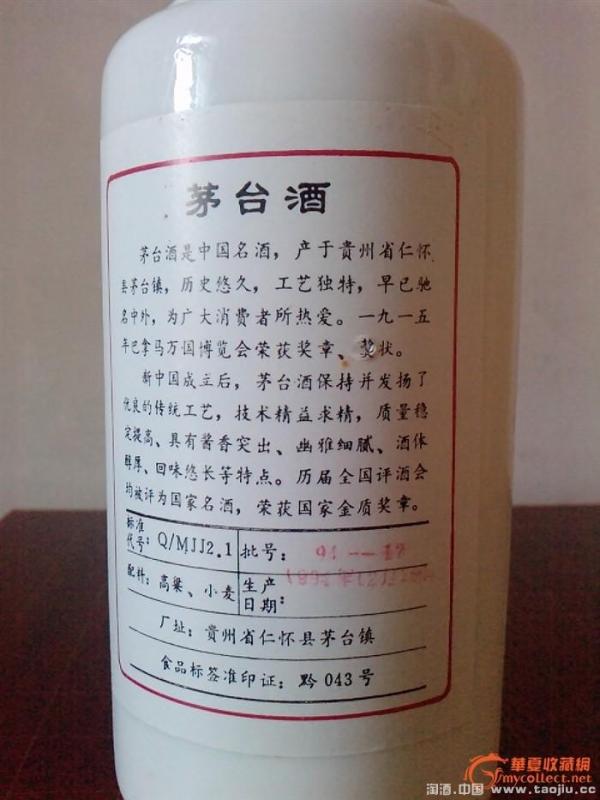 茅台酒
茅台酒是中国名酒，产于贵州省仁怀
县茅台镇，历史悠久，工艺独特，早已驰
名中外，为广大消费者所热爱。一九一五
年巴拿马万国博览会荣获奖章、奖状。
新中国成立后，茅台酒保持并发扬了
优良的传统工艺，技术精益求精，质量稳
定提高、具有酱香突出、幽雅细腻、酒体
醇厚、回味悠长等特点。历届全国评酒会
均被评为国家名酒，荣获国家金质奖章。
标准
代号：Q/MJJ2.1 批号：
配料：高粱、小麦 生产
日期：
厂址：贵州省仁怀县茅台镇
食品标签准印证：黔043号
華夏收藏網
mycollect.net
淘酒.中国 www.taojiu.cc